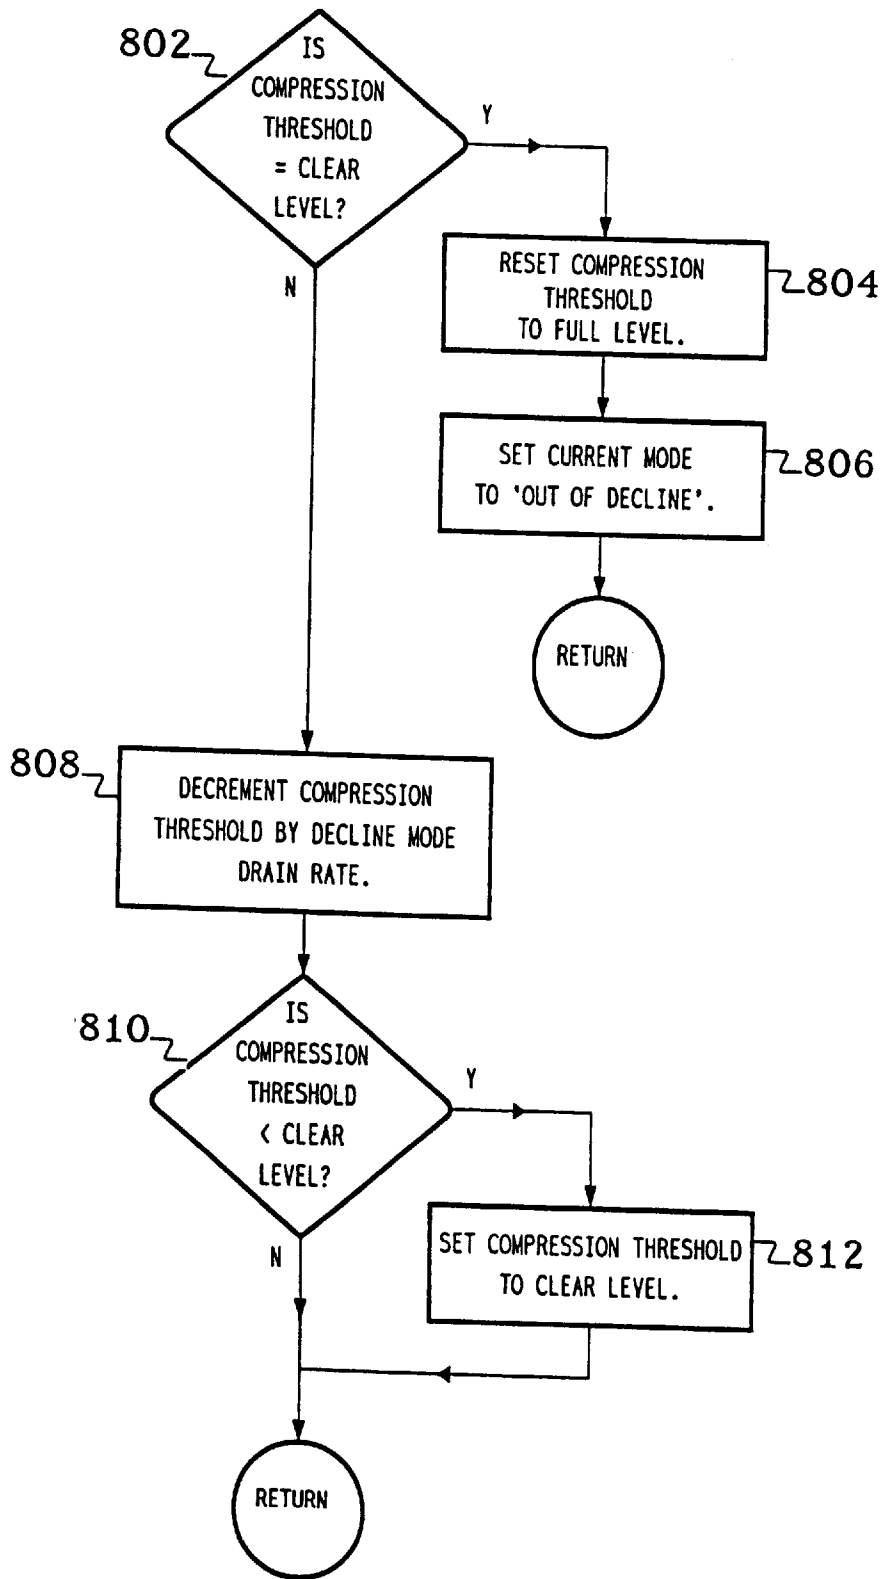 802
IS
COMPRESSION
THRESHOLD
= CLEAR
LEVEL?
Y
N
RESET COMPRESSION
THRESHOLD
TO FULL LEVEL.
804
SET CURRENT MODE
TO 'OUT OF DECLINE'.
806
RETURN
808
DECREMENT COMPRESSION
THRESHOLD BY DECLINE MODE
DRAIN RATE.
810
IS
COMPRESSION
THRESHOLD
< CLEAR
LEVEL?
Y
N
SET COMPRESSION THRESHOLD
TO CLEAR LEVEL.
812
RETURN